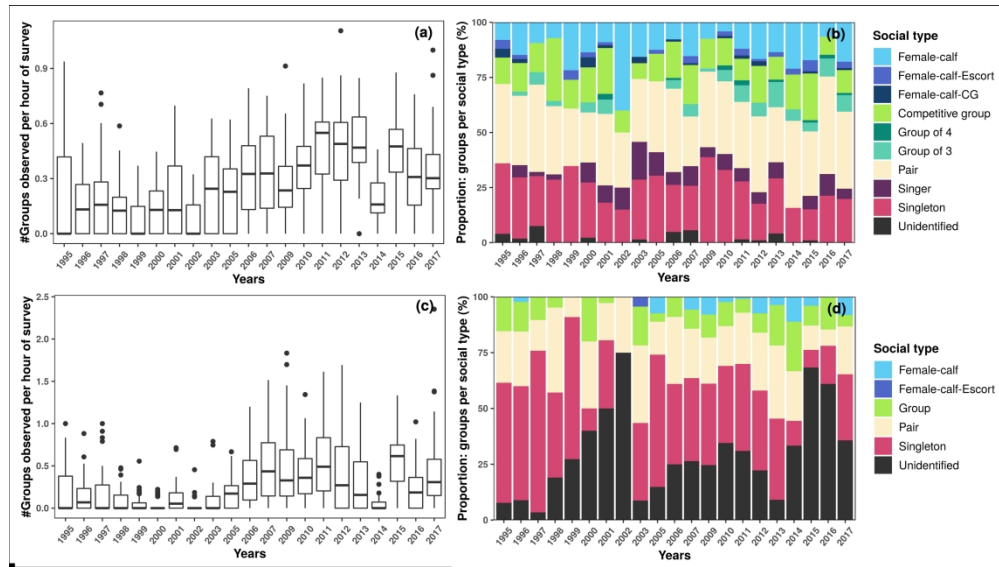 (a)
#Groups observed per hour of survey
0.9
0.6
0.3
0.0
1995 1996 1997 1998 1999 2000 2001 2002 2003 2005 2006 2007 2009 2010 2011 2012 2013 2014 2015 2016 2017
Years
(b)
Proportion: groups per social type (%)
100
75
50
25
0
1995 1996 1997 1998 1999 2000 2001 2002 2003 2005 2006 2007 2009 2010 2011 2012 2013 2014 2015 2016 2017
Years
Social type
Female-calf
Female-calf-Escort
Female-calf-CG
Competitive group
Group of 4
Group of 3
Pair
Singer
Singleton
Unidentified
(c)
#Groups observed per hour of survey
2.5
2.0
1.5
1.0
0.5
0.0
1995 1996 1997 1998 1999 2000 2001 2002 2003 2005 2006 2007 2009 2010 2011 2012 2013 2014 2015 2016 2017
Years
(d)
Proportion: groups per social type (%)
100
75
50
25
0
1995 1996 1997 1998 1999 2000 2001 2002 2003 2005 2006 2007 2009 2010 2011 2012 2013 2014 2015 2016 2017
Years
Social type
Female-calf
Female-calf-Escort
Group
Pair
Singleton
Unidentified